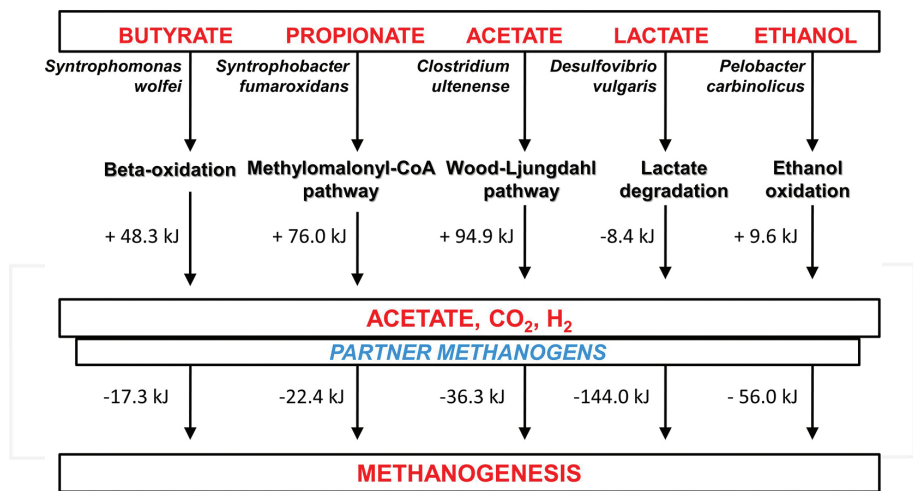 BUTYRATE PROPIONATE ACETATE LACTATE ETHANOL
Syntrophomonas wolfei
Syntrophobacter fumaroxidans
Clostridium ultenense
Desulfovibrio vulgaris
Pelobacter carbinolicus
Beta-oxidation
Methylomalonyl-CoA pathway
Wood-Ljungdahl pathway
Lactate degradation
Ethanol oxidation
+ 48.3 kJ + 76.0 kJ + 94.9 kJ -8.4 kJ + 9.6 kJ
ACETATE, CO₂, H₂
PARTNER METHANOGENS
-17.3 kJ -22.4 kJ -36.3 kJ -144.0 kJ - 56.0 kJ
METHANOGENESIS